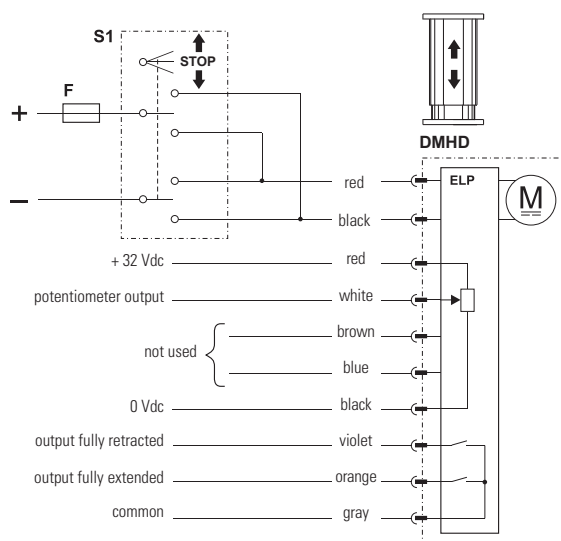 S1
STOP
F
+
–
DMHD
ELP
M
red
black
+ 32 Vdc red
potentiometer output white
brown
not used
blue
0 Vdc black
output fully retracted violet
output fully extended orange
common gray